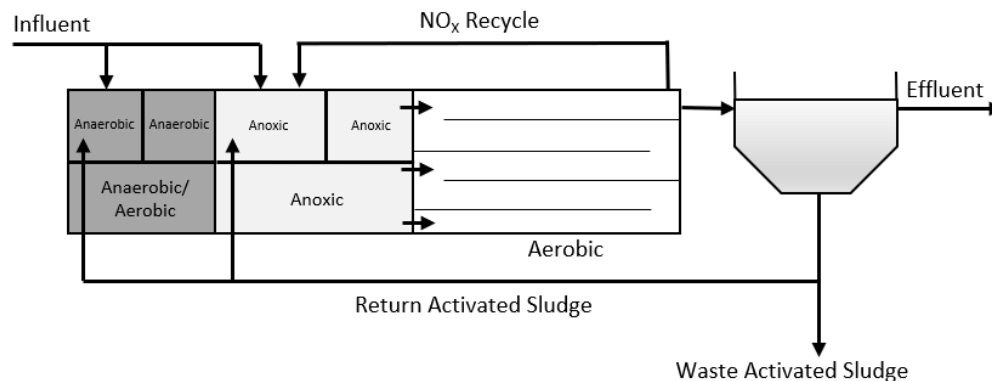 Influent
NOx Recycle
Effluent
Anaerobic
Anaerobic
Anoxic
Anoxic
Anaerobic/
Aerobic
Anoxic
Aerobic
Return Activated Sludge
Waste Activated Sludge